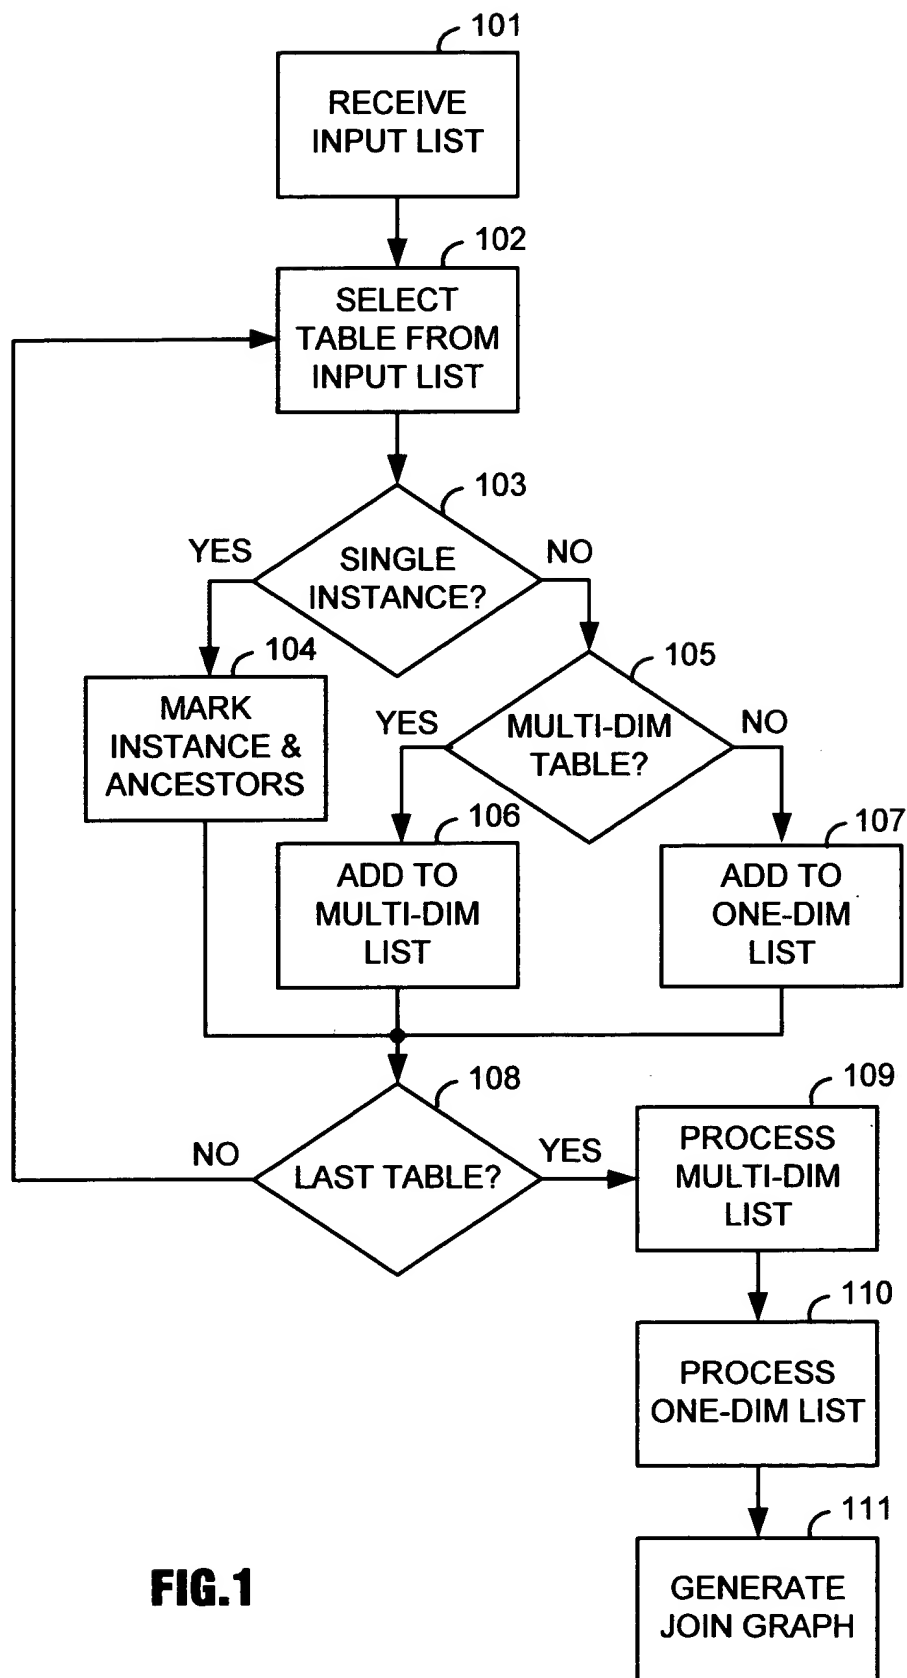 101
RECEIVE
INPUT LIST
102
SELECT
TABLE FROM
INPUT LIST
103
YES
SINGLE
INSTANCE?
NO
104
MARK
INSTANCE &
ANCESTORS
105
YES
MULTI-DIM
TABLE?
NO
106
ADD TO
MULTI-DIM
LIST
107
ADD TO
ONE-DIM
LIST
108
NO
LAST TABLE?
YES
109
PROCESS
MULTI-DIM
LIST
110
PROCESS
ONE-DIM LIST
111
GENERATE
JOIN GRAPH
FIG.1